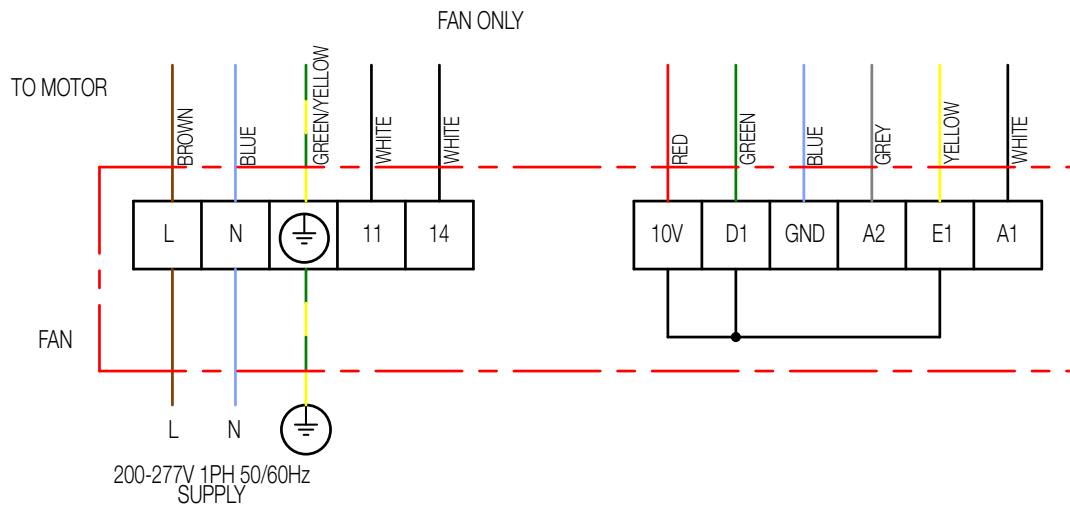 FAN ONLY
TO MOTOR
BROWN
BLUE
GREEN/YELLOW
WHITE
WHITE
RED
GREEN
BLUE
GREY
YELLOW
WHITE
L N 11 14
10V D1 GND A2 E1 A1
FAN
L N
200-277V 1PH 50/60Hz
SUPPLY